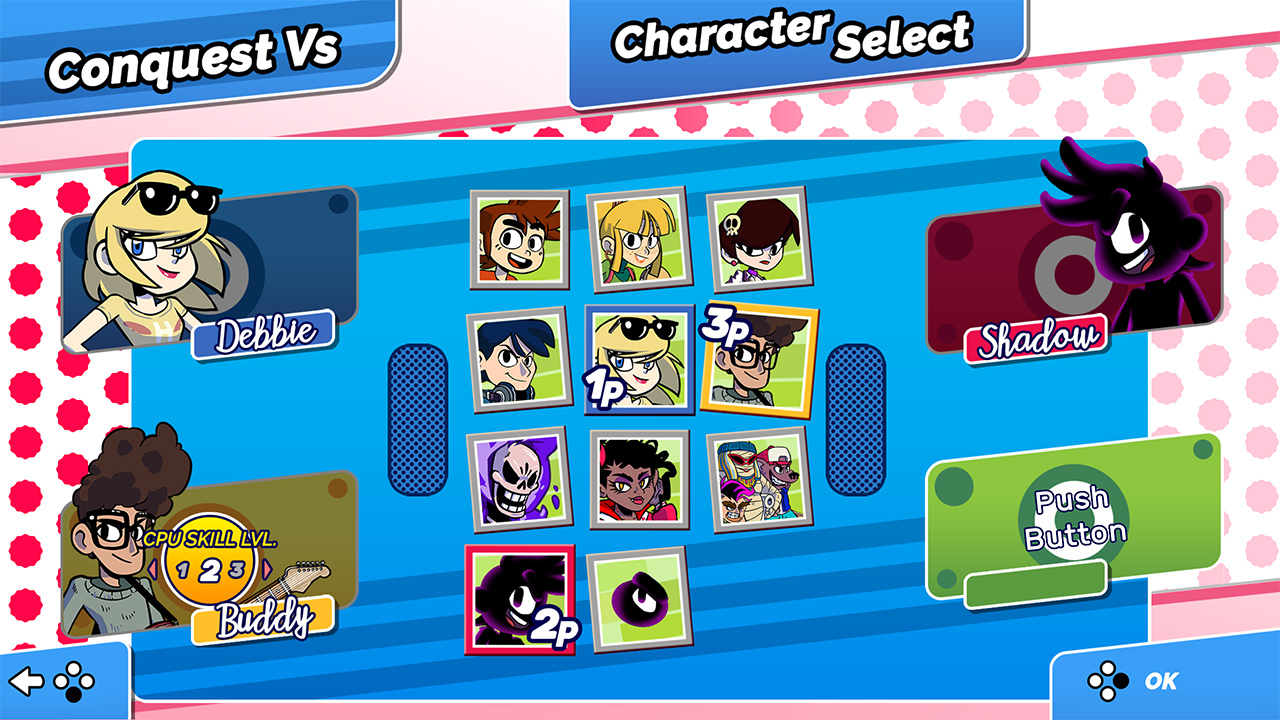 Conquest Vs
Character Select
Debbie
Shadow
3p
1p
CPU SKILL LVL.
1 2 3
Buddy
Push
Button
2p
OK